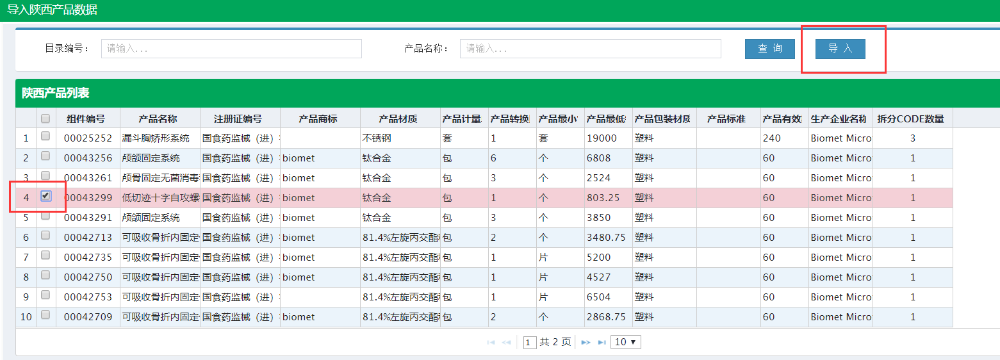 导入陕西产品数据
目录编号： 请输入... 产品名称： 请输入... 查 询 导 入
陕西产品列表
组件编号 产品名称 注册证编号 产品商标 产品材质 产品计量 产品转换 产品最小 产品最低 产品包装材质 产品标准 产品有效 生产企业名称 拆分CODE数量
1 00025252 漏斗胸矫形系统 国食药监械（进） 不锈钢 套 1 套 19000 塑料 240 Biomet Micro 3
2 00043256 颅颌固定系统 国食药监械（进） biomet 钛合金 包 6 个 6808 塑料 60 Biomet Micro 1
3 00043261 颅骨固定无菌消毒 国食药监械（进） biomet 钛合金 包 3 个 2524 塑料 60 Biomet Micro 1
4 00043299 低切迹十字自攻螺 国食药监械（进） biomet 钛合金 包 1 个 803.25 塑料 60 Biomet Micro 1
5 00043291 颅颌固定系统 国食药监械（进） biomet 钛合金 包 3 个 3850 塑料 60 Biomet Micro 1
6 00042713 可吸收骨折内固定 国食药监械（进） biomet 81.4%左旋丙交酯 包 2 个 3480.75 塑料 60 Biomet Micro 1
7 00042735 可吸收骨折内固定 国食药监械（进） biomet 81.4%左旋丙交酯 包 1 片 5200 塑料 60 Biomet Micro 1
8 00042750 可吸收骨折内固定 国食药监械（进） biomet 81.4%左旋丙交酯 包 1 片 4527 塑料 60 Biomet Micro 1
9 00042753 可吸收骨折内固定 国食药监械（进） 81.4%左旋丙交酯 包 1 片 6504 塑料 60 Biomet Micro 1
10 00042709 可吸收骨折内固定 国食药监械（进） biomet 81.4%左旋丙交酯 包 2 个 2868.75 塑料 60 Biomet Micro 1
1 共 2 页 10